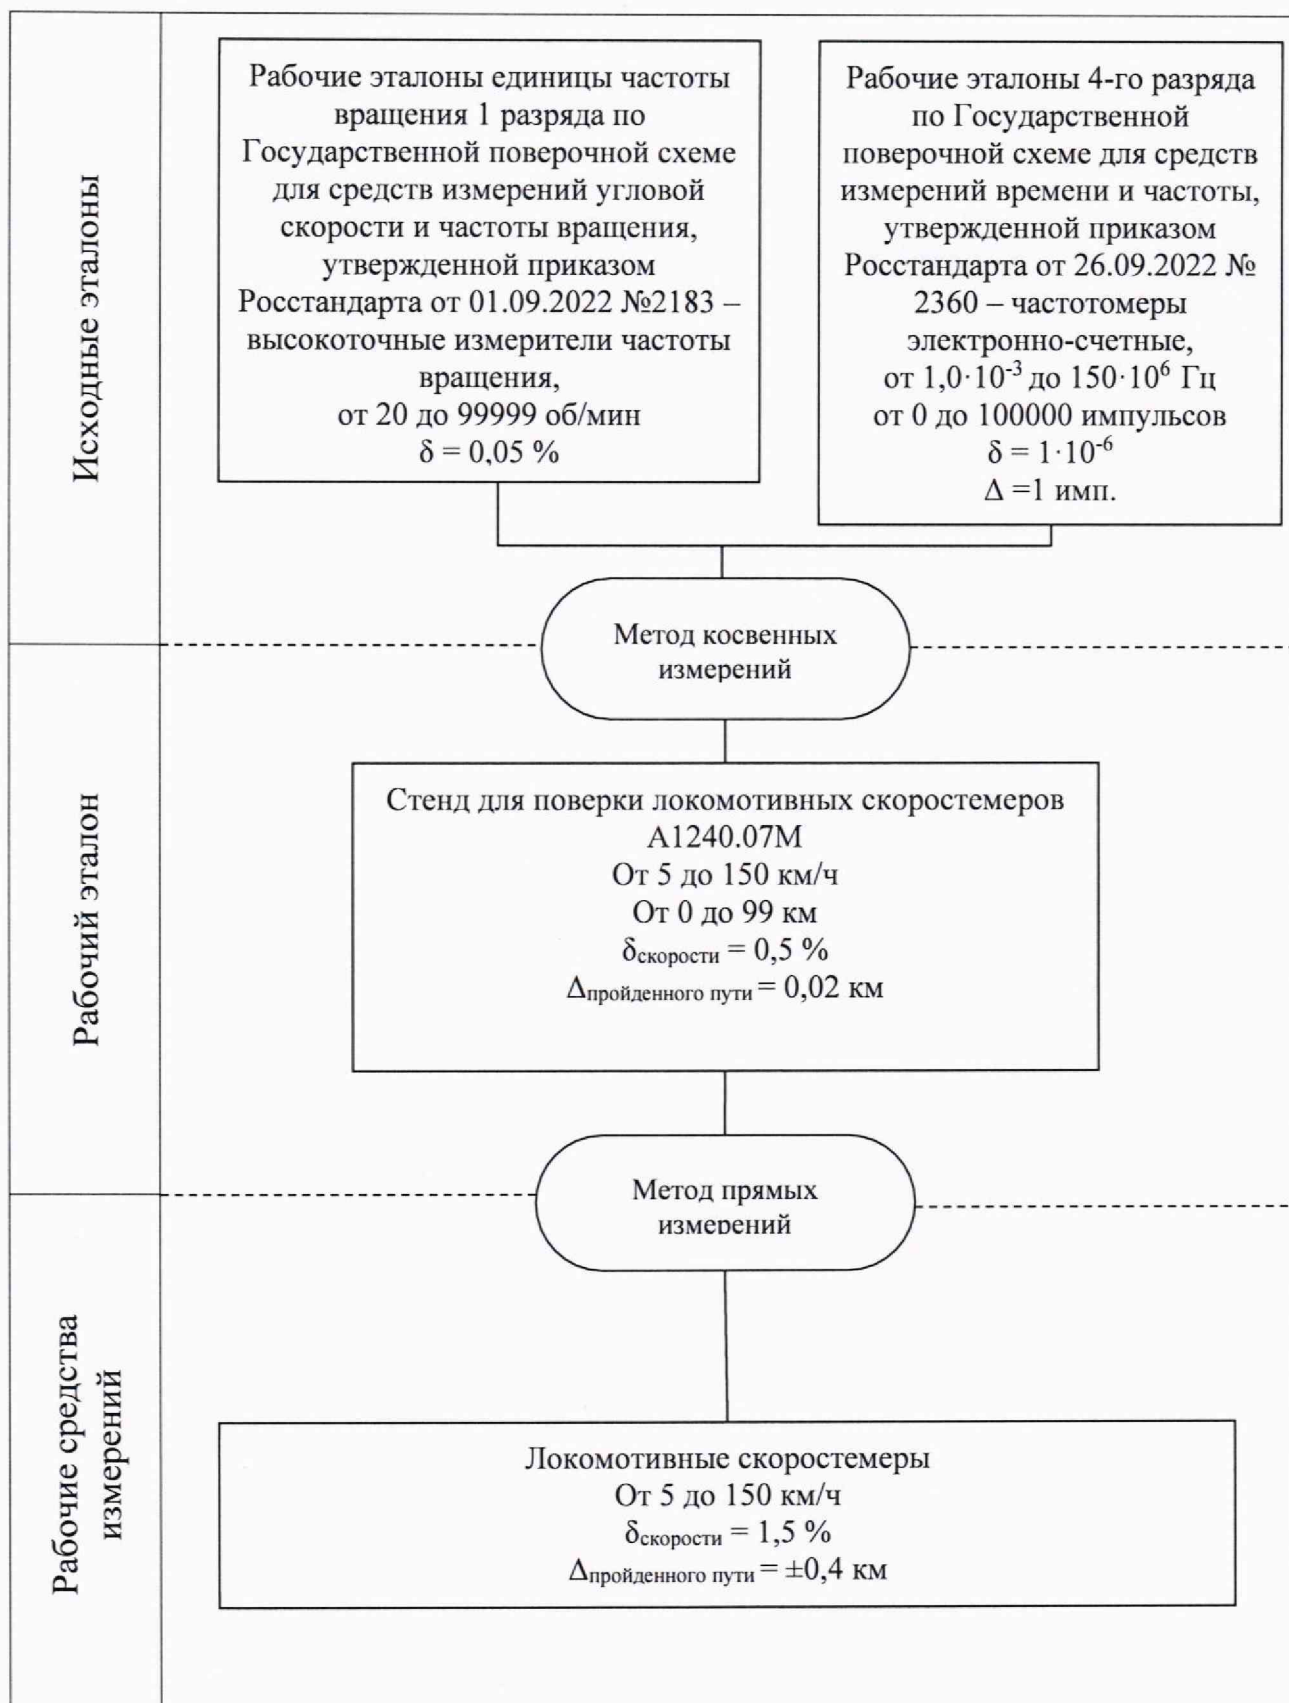 Исходные эталоны
Рабочие эталоны единицы частоты
вращения 1 разряда по
Государственной поверочной схеме
для средств измерений угловой
скорости и частоты вращения,
утвержденной приказом
Росстандарта от 01.09.2022 №2183 –
высокоточные измерители частоты
вращения,
от 20 до 99999 об/мин
δ = 0,05 %
Рабочие эталоны 4-го разряда
по Государственной
поверочной схеме для средств
измерений времени и частоты,
утвержденной приказом
Росстандарта от 26.09.2022 №
2360 – частотомеры
электронно-счетные,
от 1,0·10⁻³ до 150·10⁶ Гц
от 0 до 100000 импульсов
δ = 1·10⁻⁶
Δ =1 имп.
Метод косвенных
измерений
Рабочий эталон
Стенд для поверки локомотивных скоростемеров
А1240.07М
От 5 до 150 км/ч
От 0 до 99 км
δскорости = 0,5 %
Δпройденного пути = 0,02 км
Метод прямых
измерений
Рабочие средства
измерений
Локомотивные скоростемеры
От 5 до 150 км/ч
δскорости = 1,5 %
Δпройденного пути = ±0,4 км